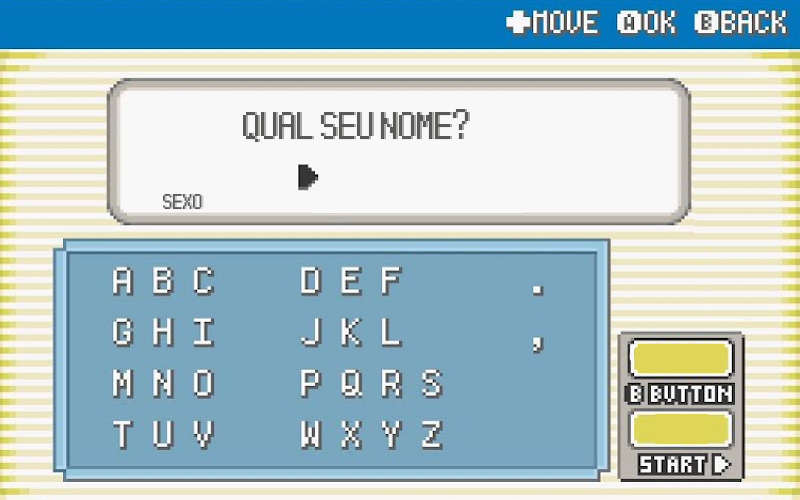 MOVE A OK B BACK
QUAL SEU NOME?
SEXO
A B C D E F .
G H I J K L ,
M N O P Q R S
T U V W X Y Z
B BUTTON
START